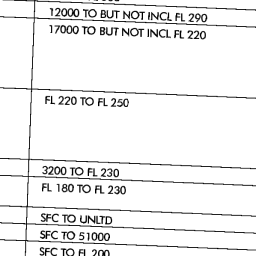 12000 TO BUT NOT INCL FL 290
17000 TO BUT NOT INCL FL 220
FL 220 TO FL 250
3200 TO FL 230
FL 180 TO FL 230
SFC TO UNLTD
SFC TO 51000
SFC TO FL 200